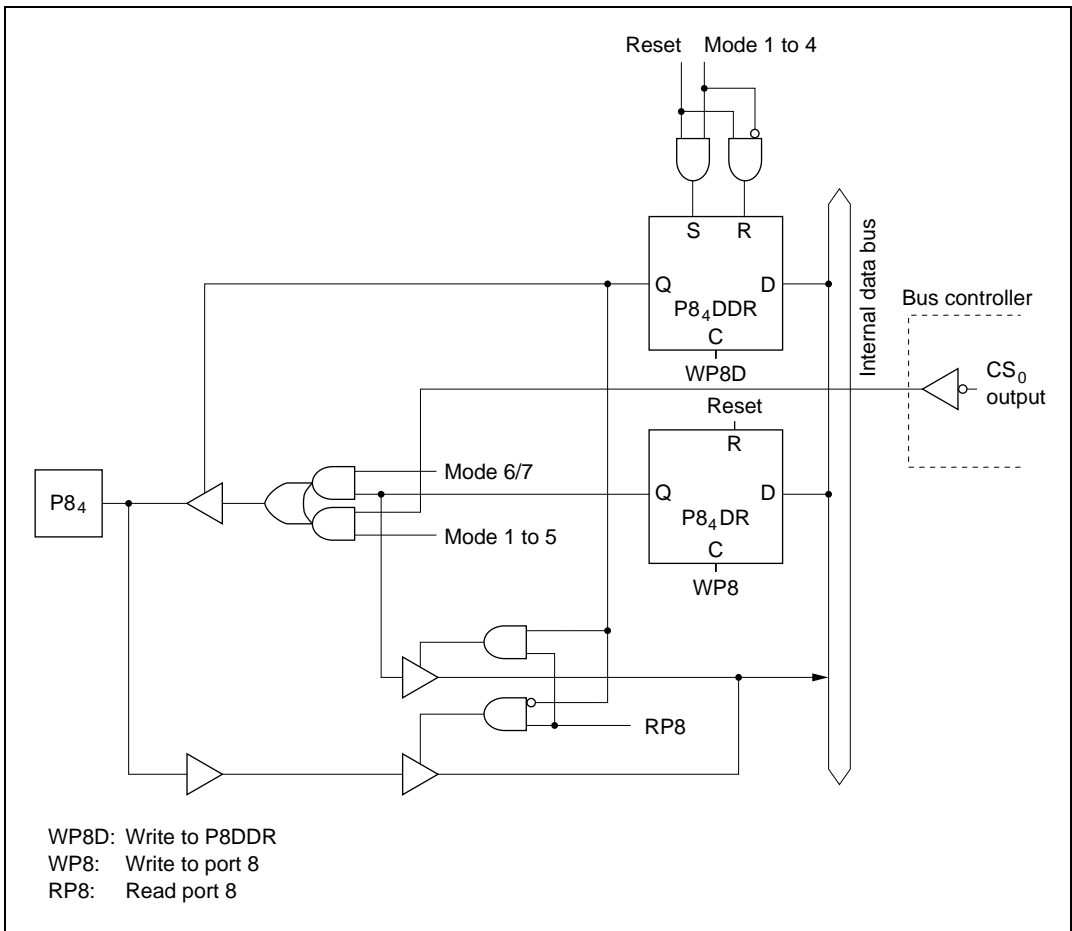 Reset Mode 1 to 4
S R
Q D
P8₄DDR
C
WP8D
Internal data bus
Bus controller
CS₀
output
Reset
R
Mode 6/7
Q D
P8₄
P8₄DR
Mode 1 to 5
C
WP8
RP8
WP8D: Write to P8DDR
WP8: Write to port 8
RP8: Read port 8